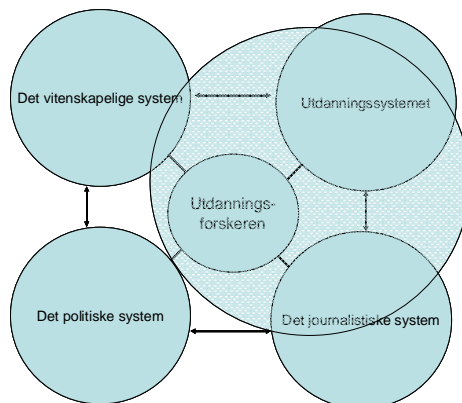 Det vitenskapelige system
Utdanningssystemet
Utdannings-
forskeren
Det politiske system
Det journalistiske system